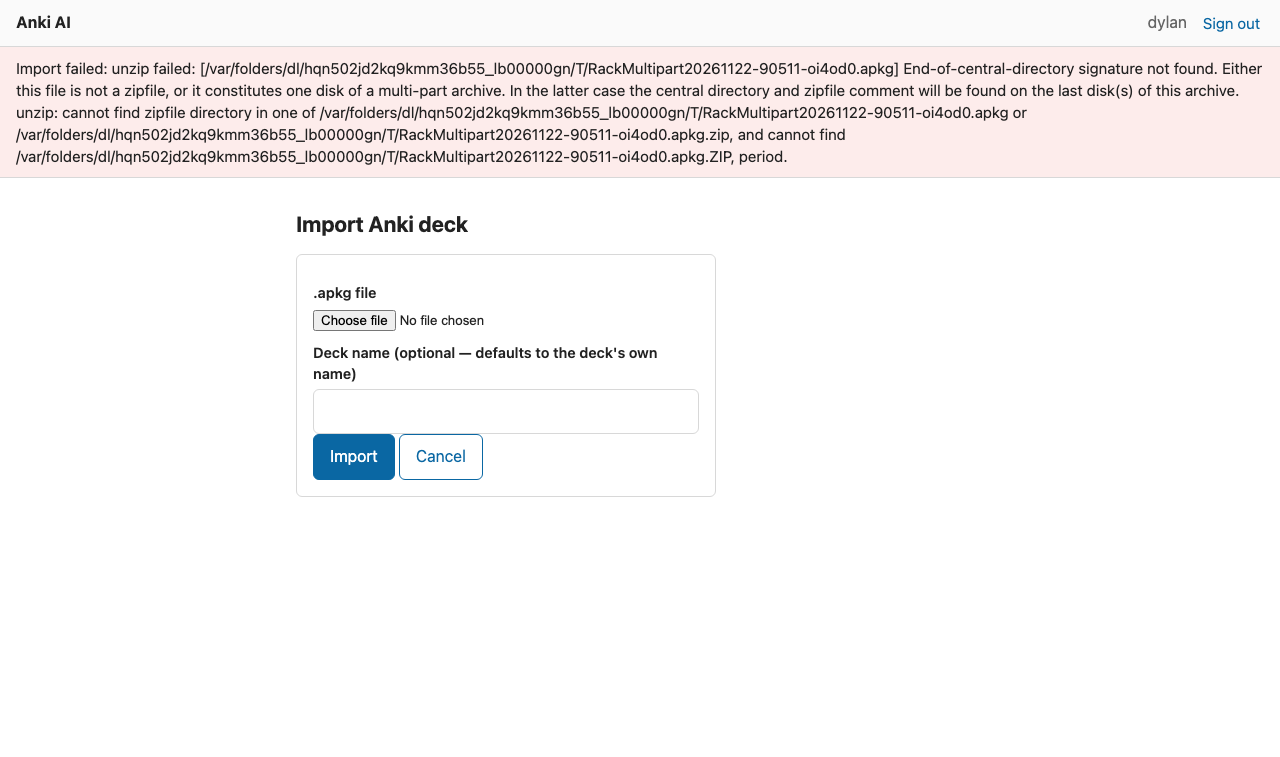 Anki AI
dylan
Sign out
Import failed: unzip failed: [/var/folders/dl/hqn502jd2kq9kmm36b55_lb00000gn/T/RackMultipart20261122-90511-oi4od0.apkg] End-of-central-directory signature not found. Either
this file is not a zipfile, or it constitutes one disk of a multi-part archive. In the latter case the central directory and zipfile comment will be found on the last disk(s) of this archive.
unzip: cannot find zipfile directory in one of /var/folders/dl/hqn502jd2kq9kmm36b55_lb00000gn/T/RackMultipart20261122-90511-oi4od0.apkg or
/var/folders/dl/hqn502jd2kq9kmm36b55_lb00000gn/T/RackMultipart20261122-90511-oi4od0.apkg.zip, and cannot find
/var/folders/dl/hqn502jd2kq9kmm36b55_lb00000gn/T/RackMultipart20261122-90511-oi4od0.apkg.ZIP, period.
Import Anki deck
.apkg file
Choose file No file chosen
Deck name (optional — defaults to the deck's own
name)
Import
Cancel